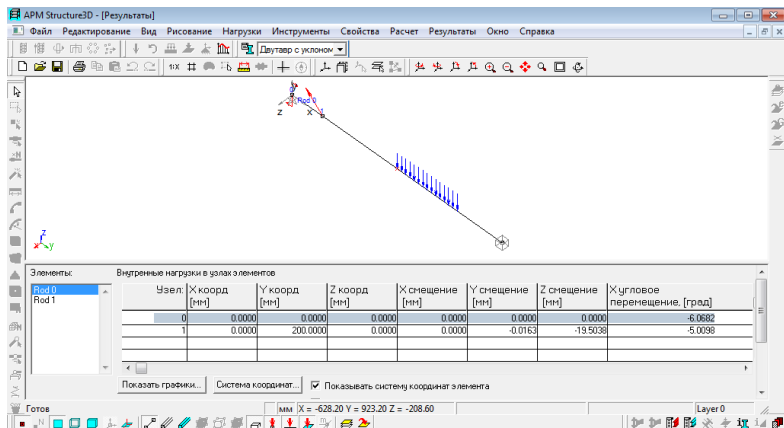 APM Structure3D - [Результаты]
Файл Редактирование Вид Рисование Нагрузки Инструменты Свойства Расчет Результаты Окно Справка
Двутавр с уклоном
Rod 0
1
Z X
Z
X Y
Элементы: Внутренние нагрузки в узлах элементов
Rod 0
Rod 1
Узел: X коорд [мм] Y коорд [мм] Z коорд [мм] X смещение [мм] Y смещение [мм] Z смещение [мм] X угловое перемещение, [град]
0 0.0000 0.0000 0.0000 0.0000 0.0000 0.0000 -6.0682
1 0.0000 200.0000 0.0000 0.0000 -0.0163 -19.5038 -5.0098
Показать графики... Система координат... Показывать систему координат элемента
Готов мм X = -628.20 Y = 923.20 Z = -208.60 Layer 0